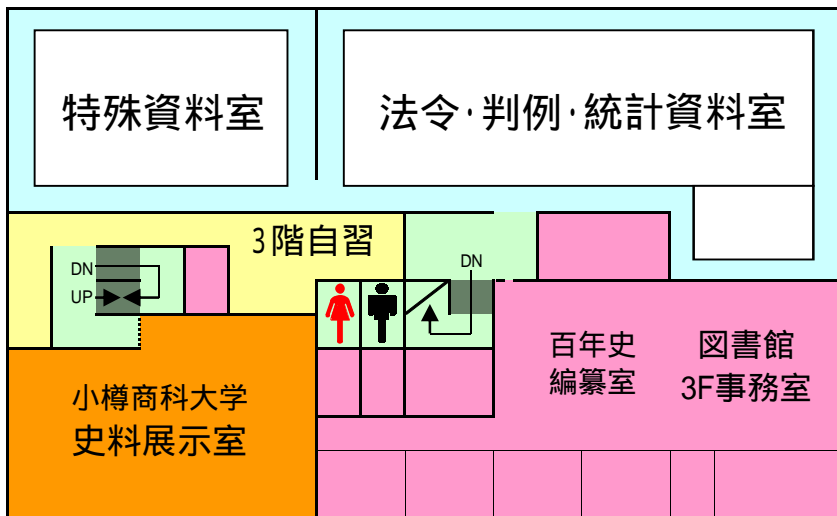 特殊資料室
法令･判例･統計資料室
3階自習
DN
UP
DN
百年史
編纂室
図書館
3F事務室
小樽商科大学
史料展示室